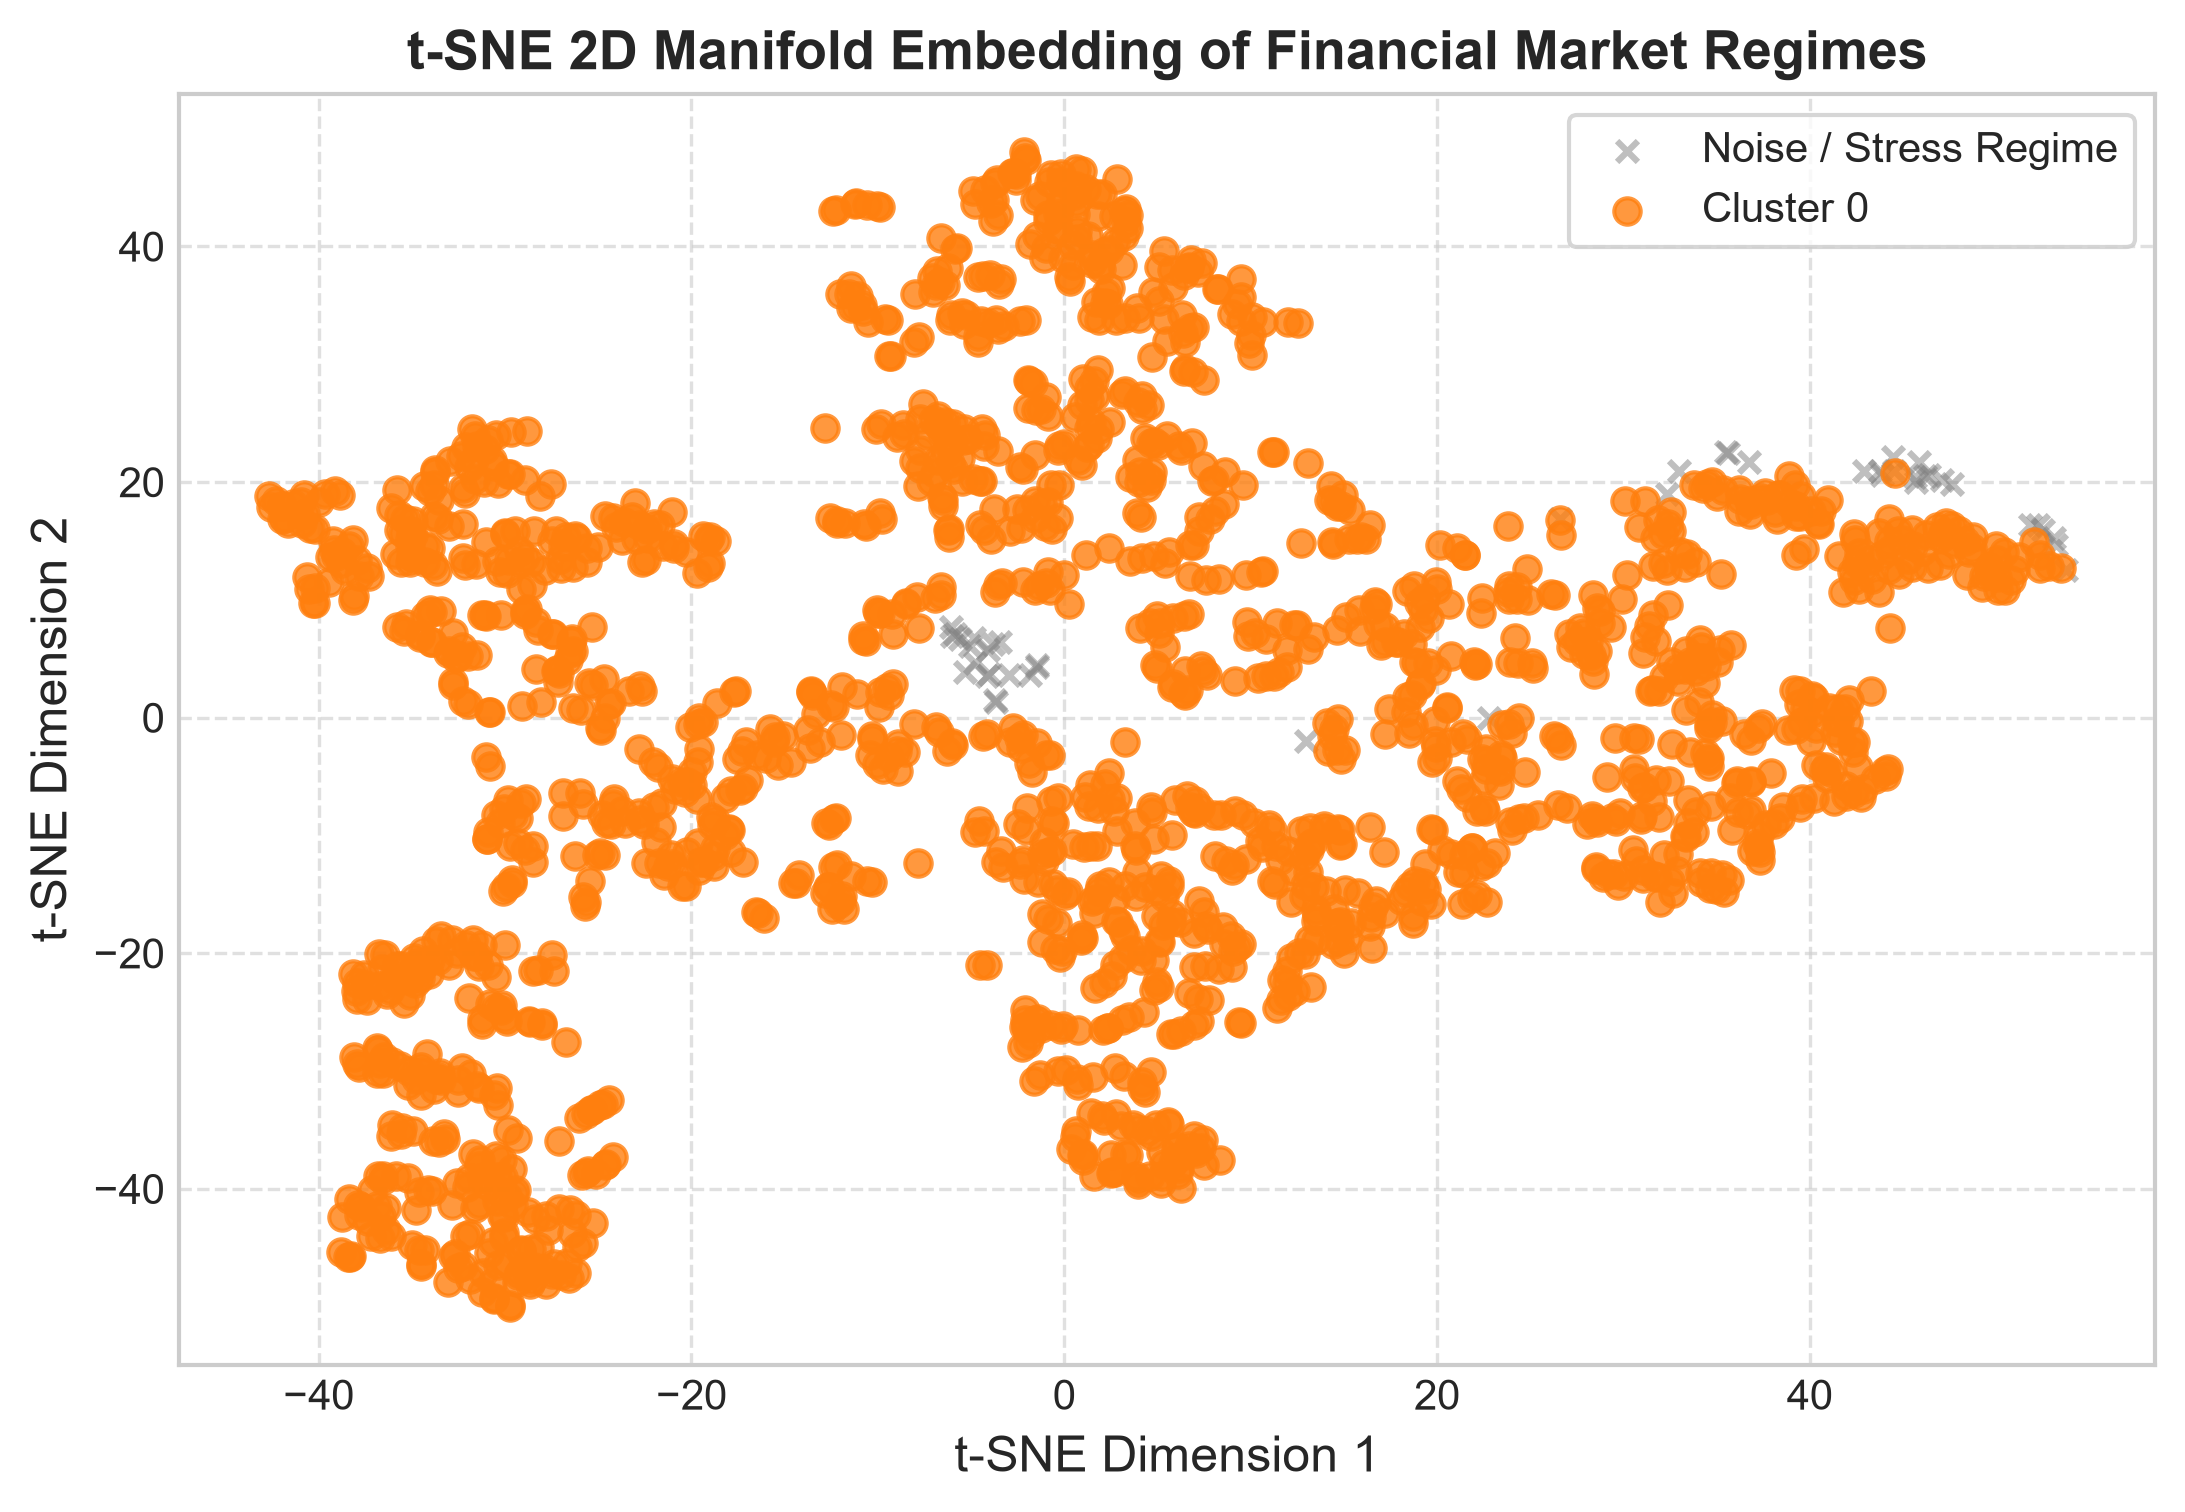 t-SNE 2D Manifold Embedding of Financial Market Regimes
Noise / Stress Regime
Cluster 0
t-SNE Dimension 2
40
20
0
−20
−40
−40
−20
0
20
40
t-SNE Dimension 1